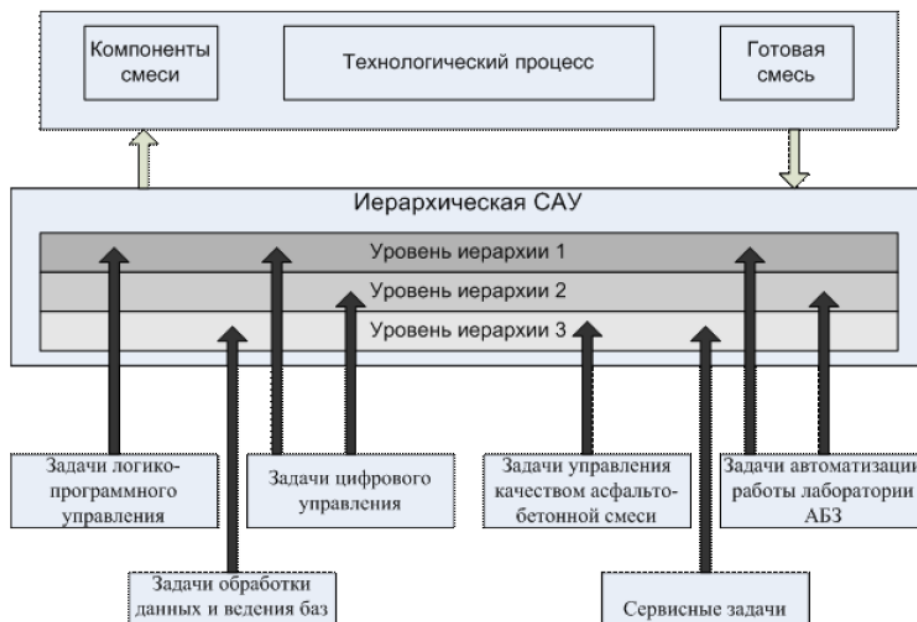 Компоненты
смеси
Технологический процесс
Готовая
смесь
Иерархическая САУ
Уровень иерархии 1
Уровень иерархии 2
Уровень иерархии 3
Задачи логико-
программного
управления
Задачи цифрового
управления
Задачи управления
качеством асфальто-
бетонной смеси
Задачи автоматизации
работы лаборатории
АБЗ
Задачи обработки
данных и ведения баз
Сервисные задачи